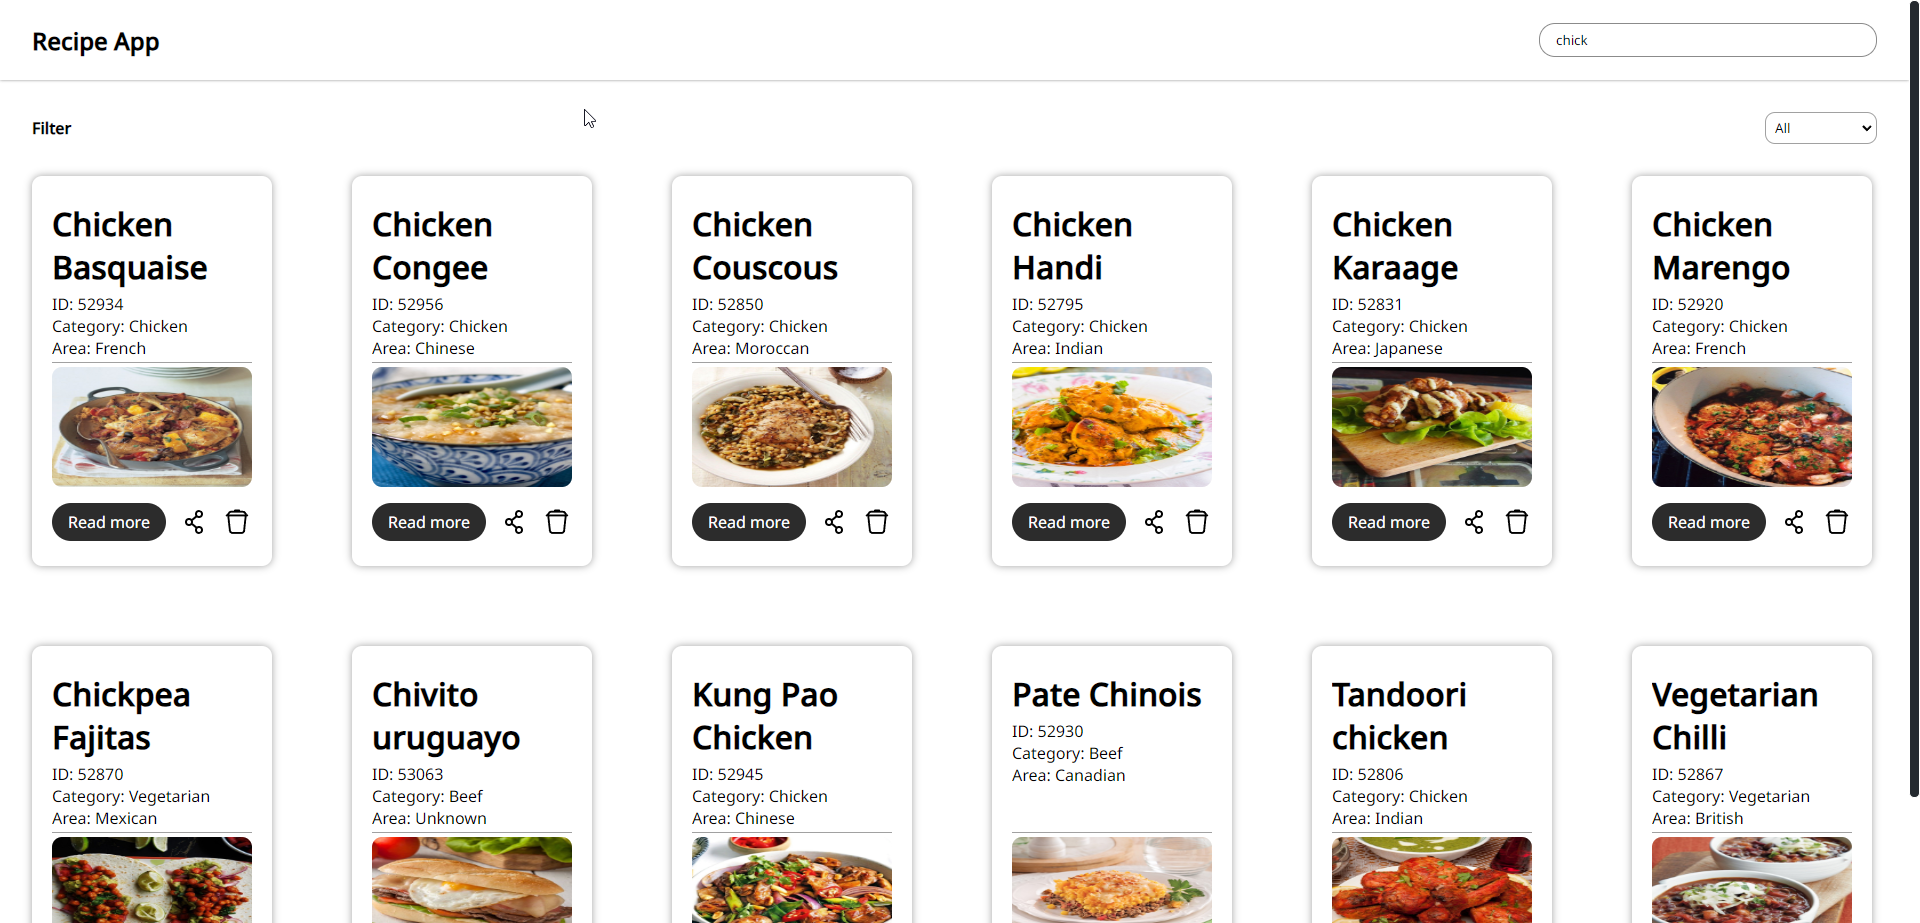 Recipe App
chick
Filter
All
Chicken
Basquaise
ID: 52934
Category: Chicken
Area: French
Read more
Chicken
Congee
ID: 52956
Category: Chicken
Area: Chinese
Read more
Chicken
Couscous
ID: 52850
Category: Chicken
Area: Moroccan
Read more
Chicken
Handi
ID: 52795
Category: Chicken
Area: Indian
Read more
Chicken
Karaage
ID: 52831
Category: Chicken
Area: Japanese
Read more
Chicken
Marengo
ID: 52920
Category: Chicken
Area: French
Read more
Chickpea
Fajitas
ID: 52870
Category: Vegetarian
Area: Mexican
Chivito
uruguayo
ID: 53063
Category: Beef
Area: Unknown
Kung Pao
Chicken
ID: 52945
Category: Chicken
Area: Chinese
Pate Chinois
ID: 52930
Category: Beef
Area: Canadian
Tandoori
chicken
ID: 52806
Category: Chicken
Area: Indian
Vegetarian
Chilli
ID: 52867
Category: Vegetarian
Area: British